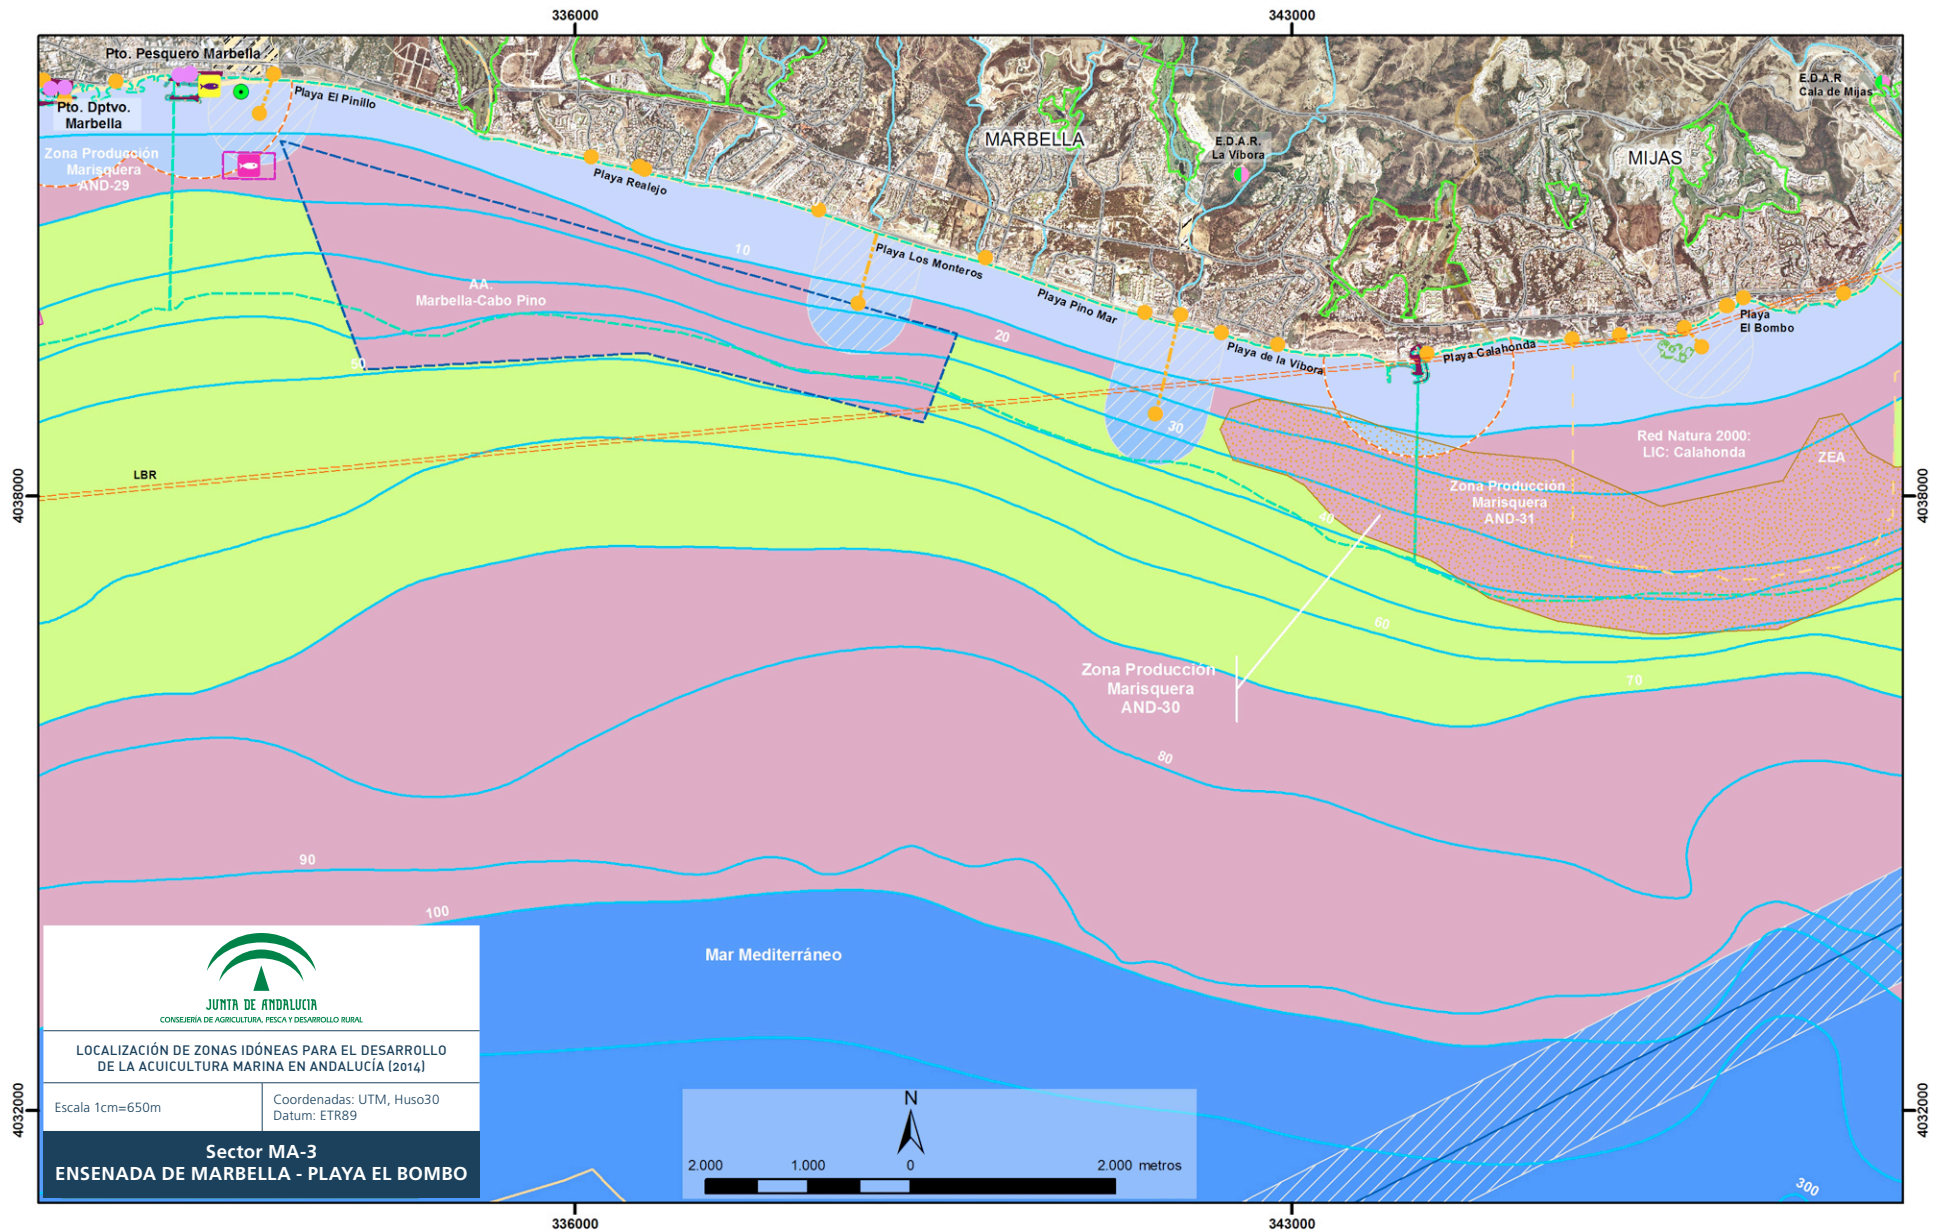 336000
343000
Pto. Pesquero Marbella
Pto. Dptvo.
Marbella
Playa El Pinillo
Zona Producción
Marisquera
AND-29
MARBELLA
E.D.A.R.
La Víbora
MIJAS
E.D.A.R
Cala de Mijas
Playa Realejo
10
Playa Los Monteros
AA.
Marbella-Cabo Pino
Playa Pino Mar
20
Playa de la Víbora
Playa Calahonda
Playa
El Bombo
50
30
Red Natura 2000:
LIC: Calahonda
ZEA
LBR
Zona Producción
Marisquera
AND-31
4038000
4038000
40
60
Zona Producción
Marisquera
AND-30
70
80
90
100
Mar Mediterráneo
JUNTA DE ANDALUCIA
CONSEJERÍA DE AGRICULTURA, PESCA Y DESARROLLO RURAL
LOCALIZACIÓN DE ZONAS IDÓNEAS PARA EL DESARROLLO
DE LA ACUICULTURA MARINA EN ANDALUCÍA (2014)
Escala 1cm=650m
Coordenadas: UTM, Huso30
Datum: ETR89
Sector MA-3
ENSENADA DE MARBELLA - PLAYA EL BOMBO
N
2.000 1.000 0 2.000 metros
4032000
4032000
300
336000
343000